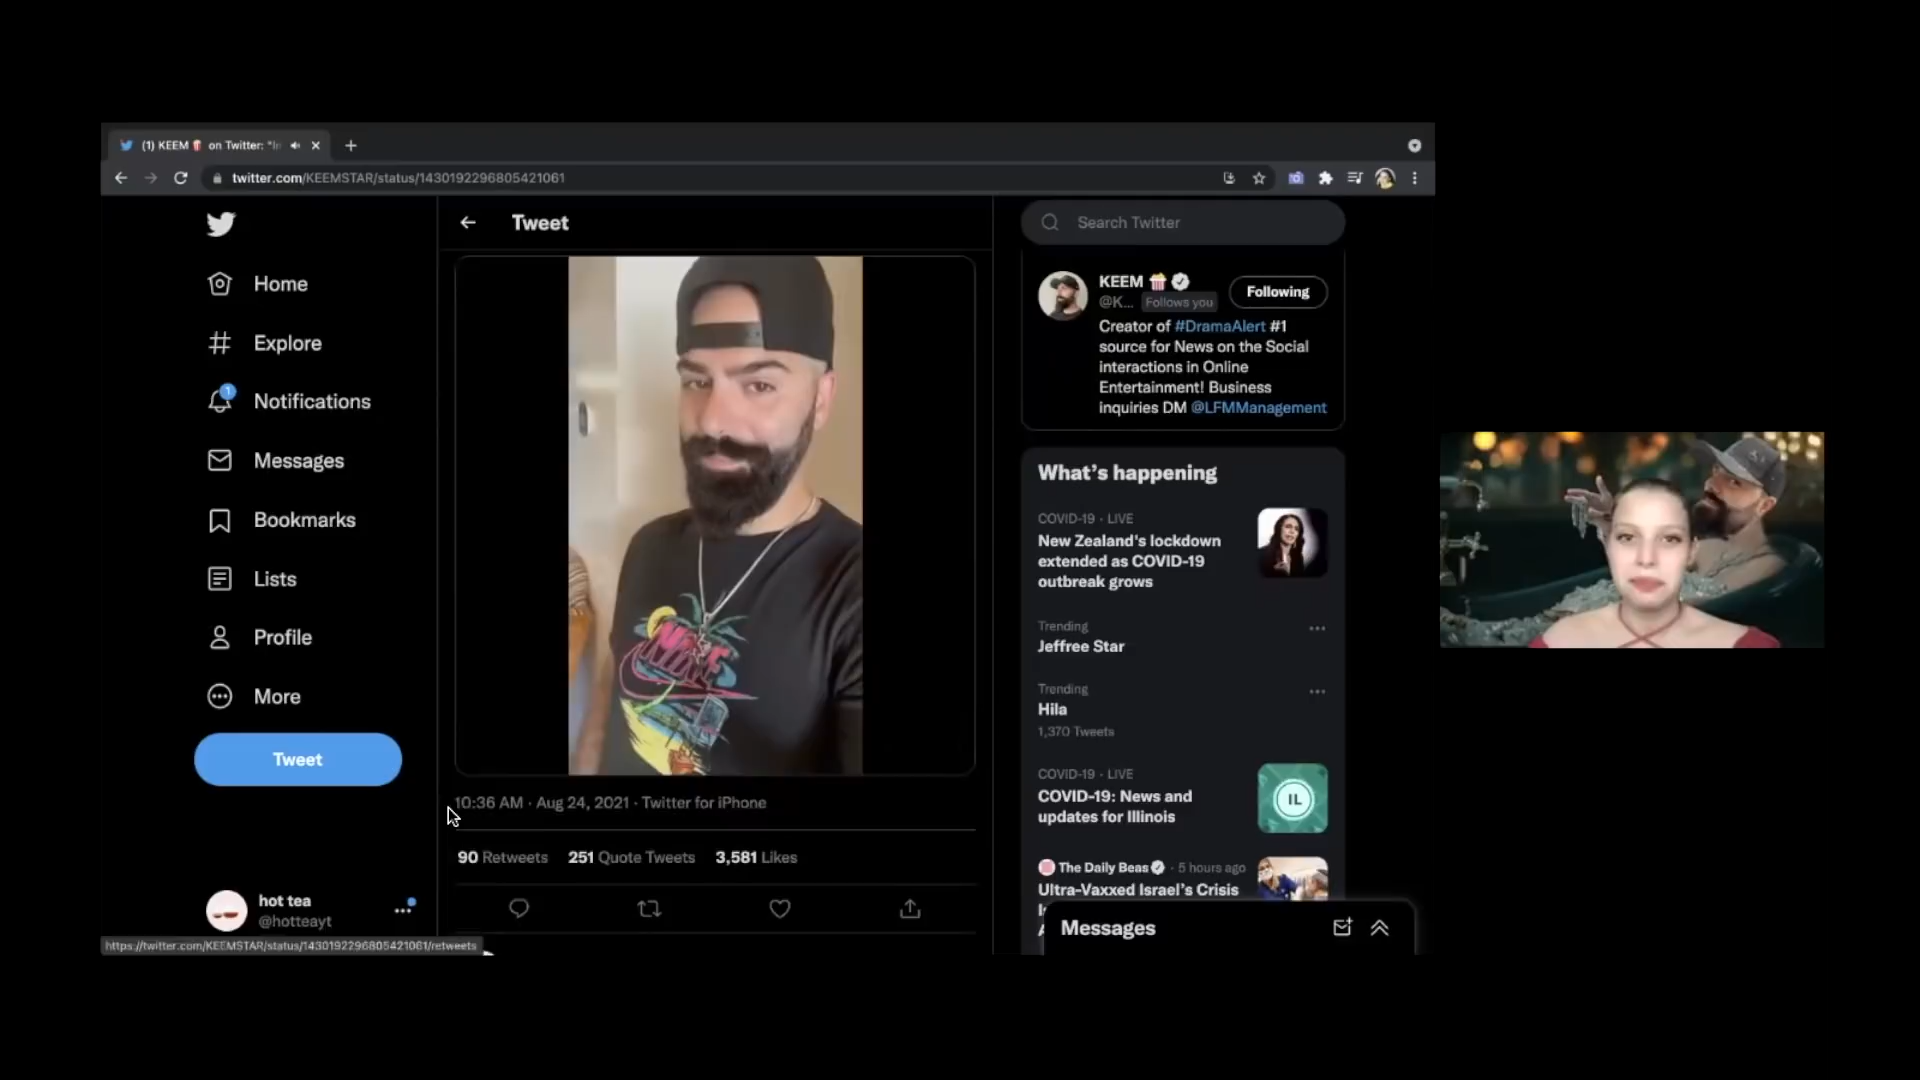 (1) KEEM on Twitter: "I
twitter.com/KEEMSTAR/status/1430192296805421061
Home
Explore
1
Notifications
Messages
Bookmarks
Lists
Profile
More
Tweet
hot tea
@hotteayt
https://twitter.com/KEEMSTAR/status/1430192296805421061/retweets
Tweet
NIKE
10:36 AM · Aug 24, 2021 · Twitter for iPhone
90 Retweets 251 Quote Tweets 3,581 Likes
Search Twitter
KEEM
@K... Follows you
Following
Creator of #DramaAlert #1
source for News on the Social
interactions in Online
Entertainment! Business
inquiries DM @LFMManagement
What's happening
COVID-19 · LIVE
New Zealand's lockdown
extended as COVID-19
outbreak grows
Trending
Jeffree Star
Trending
Hila
1,370 Tweets
COVID-19 · LIVE
COVID-19: News and
updates for Illinois
IL
The Daily Beas · 5 hours ago
Ultra-Vaxxed Israel's Crisis
Messages